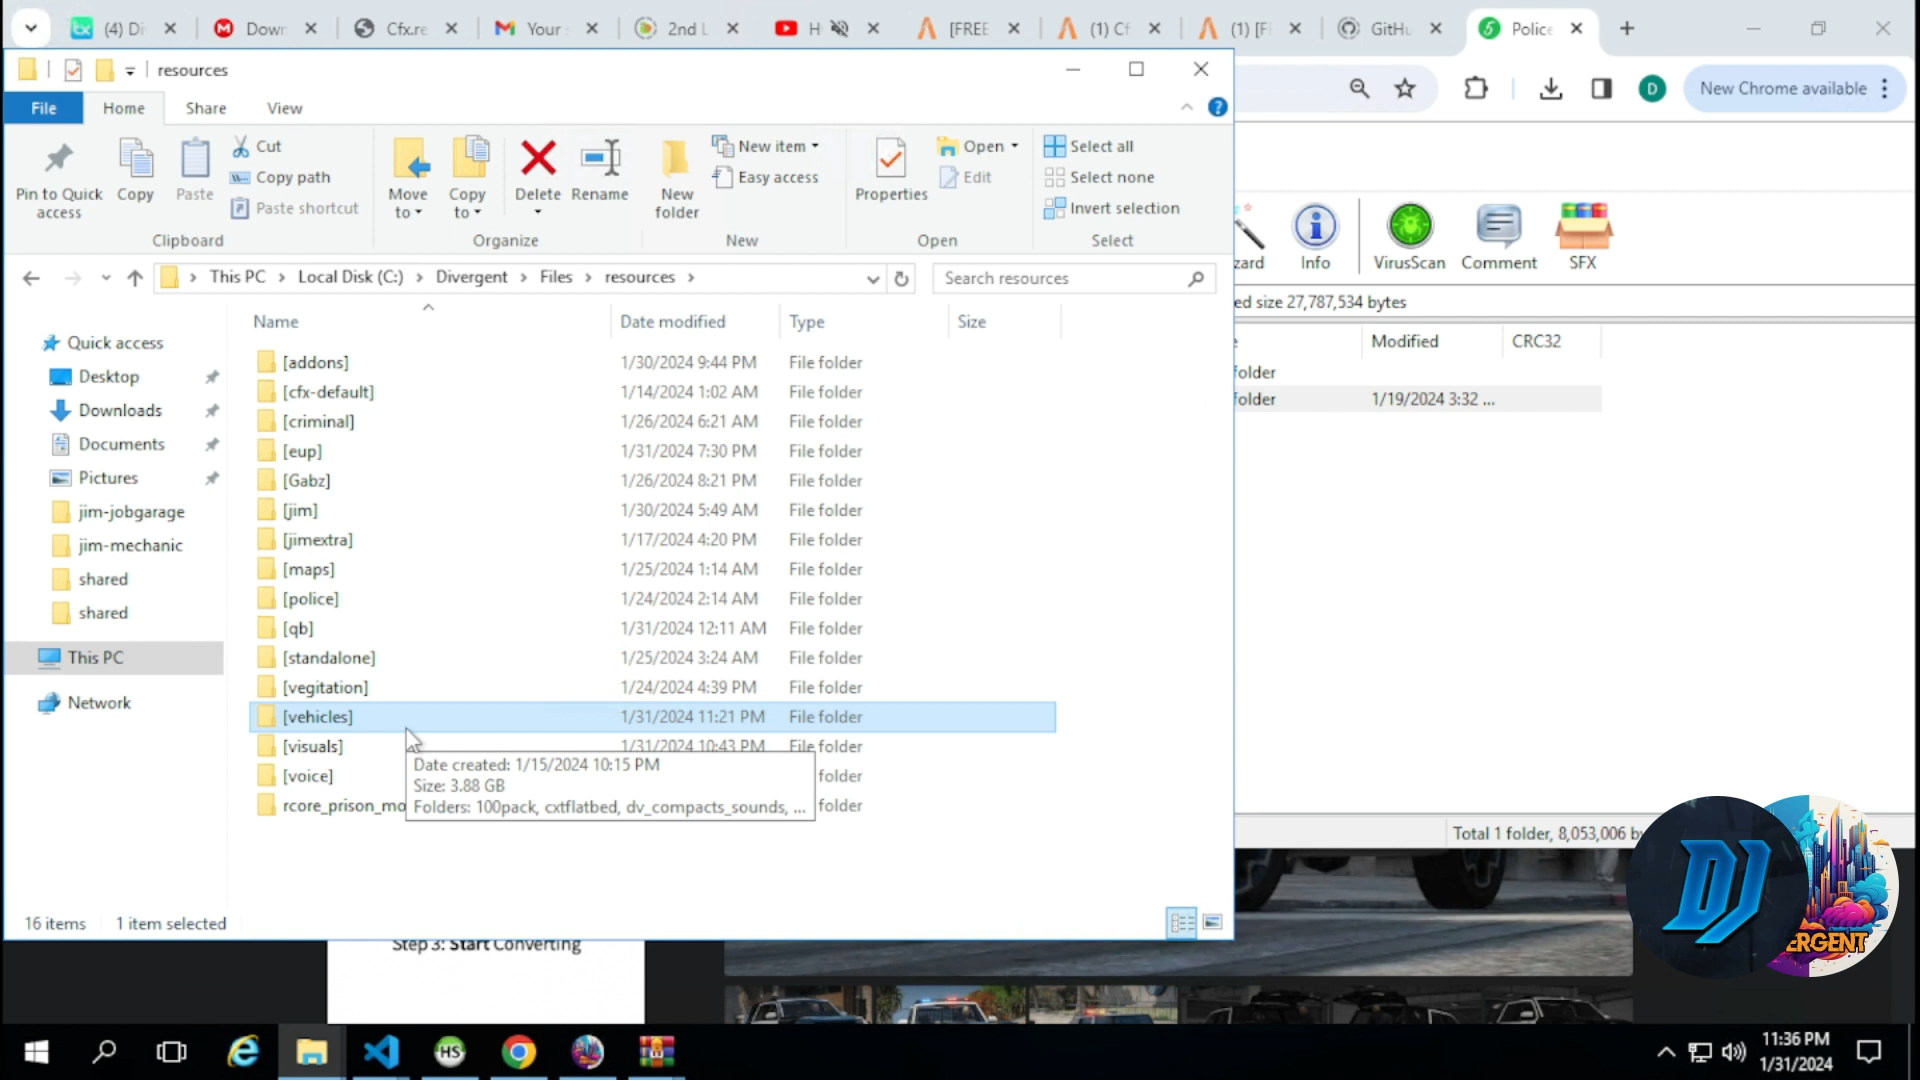 (4) Di
Down
Cfx.re
Your
2nd L
[FREE
(1) Cf
(1) [F
GitHu
Police
resources
File
Home
Share
View
New Chrome available
D
Pin to Quick access
Copy
Paste
Cut
Copy path
Paste shortcut
Clipboard
Move to
Copy to
Delete
Rename
Organize
New folder
New item
Easy access
New
Properties
Open
Edit
Open
Select all
Select none
Invert selection
Select
zard
Info
VirusScan
Comment
SFX
This PC > Local Disk (C:) > Divergent > Files > resources >
Search resources
ed size 27,787,534 bytes
Name
Date modified
Type
Size
Modified
CRC32
folder
folder 1/19/2024 3:32 ...
Quick access
Desktop
Downloads
Documents
Pictures
jim-jobgarage
jim-mechanic
shared
shared
This PC
Network
[addons] 1/30/2024 9:44 PM File folder
[cfx-default] 1/14/2024 1:02 AM File folder
[criminal] 1/26/2024 6:21 AM File folder
[eup] 1/31/2024 7:30 PM File folder
[Gabz] 1/26/2024 8:21 PM File folder
[jim] 1/30/2024 5:49 AM File folder
[jimextra] 1/17/2024 4:20 PM File folder
[maps] 1/25/2024 1:14 AM File folder
[police] 1/24/2024 2:14 AM File folder
[qb] 1/31/2024 12:11 AM File folder
[standalone] 1/25/2024 3:24 AM File folder
[vegitation] 1/24/2024 4:39 PM File folder
[vehicles] 1/31/2024 11:21 PM File folder
[visuals] 1/31/2024 10:43 PM File folder
[voice] folder
rcore_prison_mo folder
Date created: 1/15/2024 10:15 PM
Size: 3.88 GB
Folders: 100pack, cxtflatbed, dv_compacts_sounds, ...
Total 1 folder, 8,053,006 by
16 items 1 item selected
Step 3: Start Converting
DJ
ERGENT
HS
11:36 PM
1/31/2024